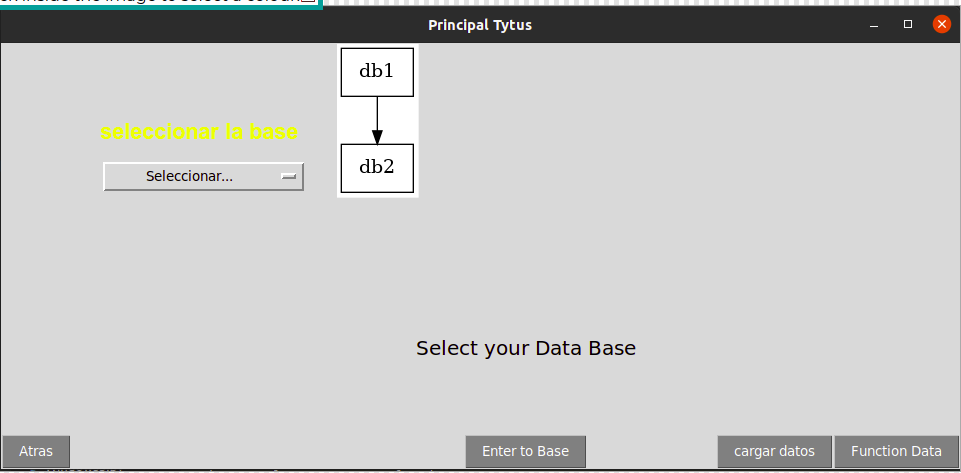 Principal Tytus
db1
seleccionar la base
db2
Seleccionar...
Select your Data Base
Atras
Enter to Base
cargar datos
Function Data